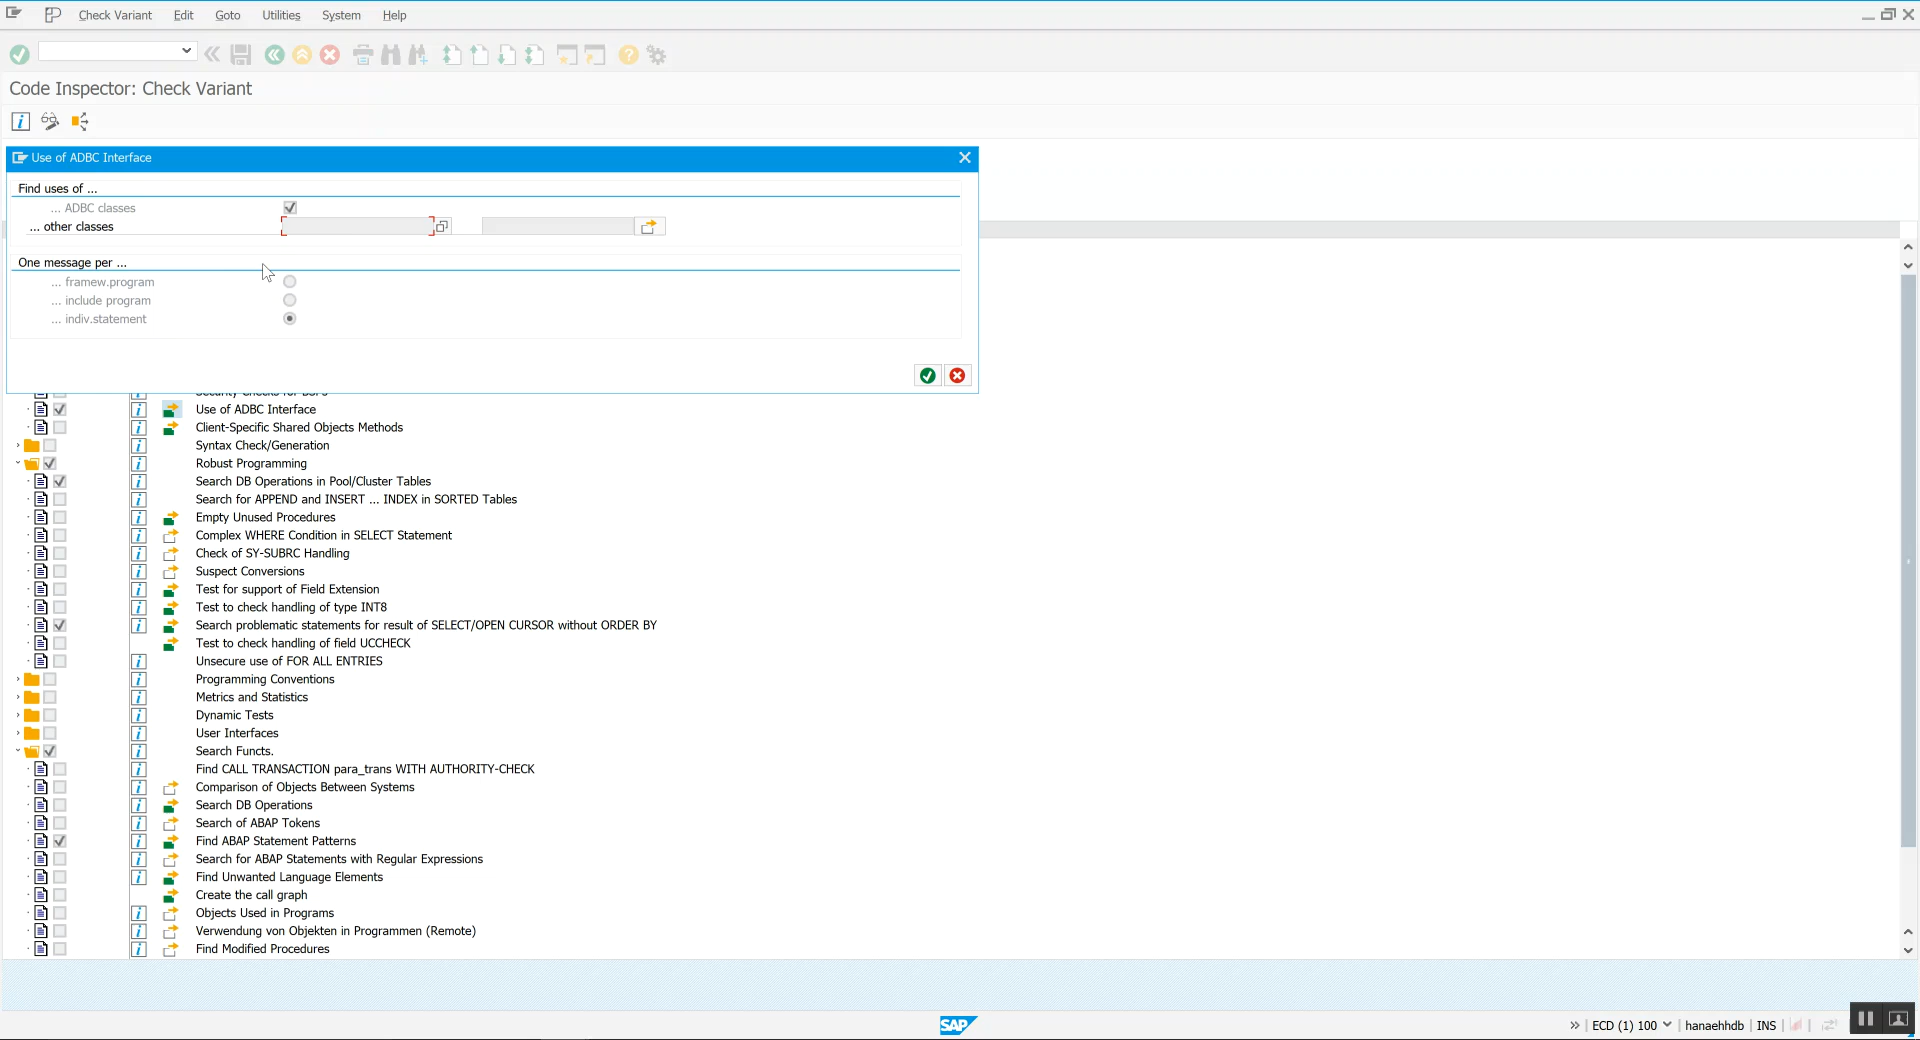 Check Variant Edit Goto Utilities System Help
Code Inspector: Check Variant
Use of ADBC Interface
Find uses of ...
... ADBC classes
... other classes
One message per ...
... framew.program
... include program
... indiv.statement
Security Checks for BSPs
Use of ADBC Interface
Client-Specific Shared Objects Methods
Syntax Check/Generation
Robust Programming
Search DB Operations in Pool/Cluster Tables
Search for APPEND and INSERT ... INDEX in SORTED Tables
Empty Unused Procedures
Complex WHERE Condition in SELECT Statement
Check of SY-SUBRC Handling
Suspect Conversions
Test for support of Field Extension
Test to check handling of type INT8
Search problematic statements for result of SELECT/OPEN CURSOR without ORDER BY
Test to check handling of field UCCHECK
Unsecure use of FOR ALL ENTRIES
Programming Conventions
Metrics and Statistics
Dynamic Tests
User Interfaces
Search Functs.
Find CALL TRANSACTION para_trans WITH AUTHORITY-CHECK
Comparison of Objects Between Systems
Search DB Operations
Search of ABAP Tokens
Find ABAP Statement Patterns
Search for ABAP Statements with Regular Expressions
Find Unwanted Language Elements
Create the call graph
Objects Used in Programs
Verwendung von Objekten in Programmen (Remote)
Find Modified Procedures
SAP
ECD (1) 100 hanaehhdb INS